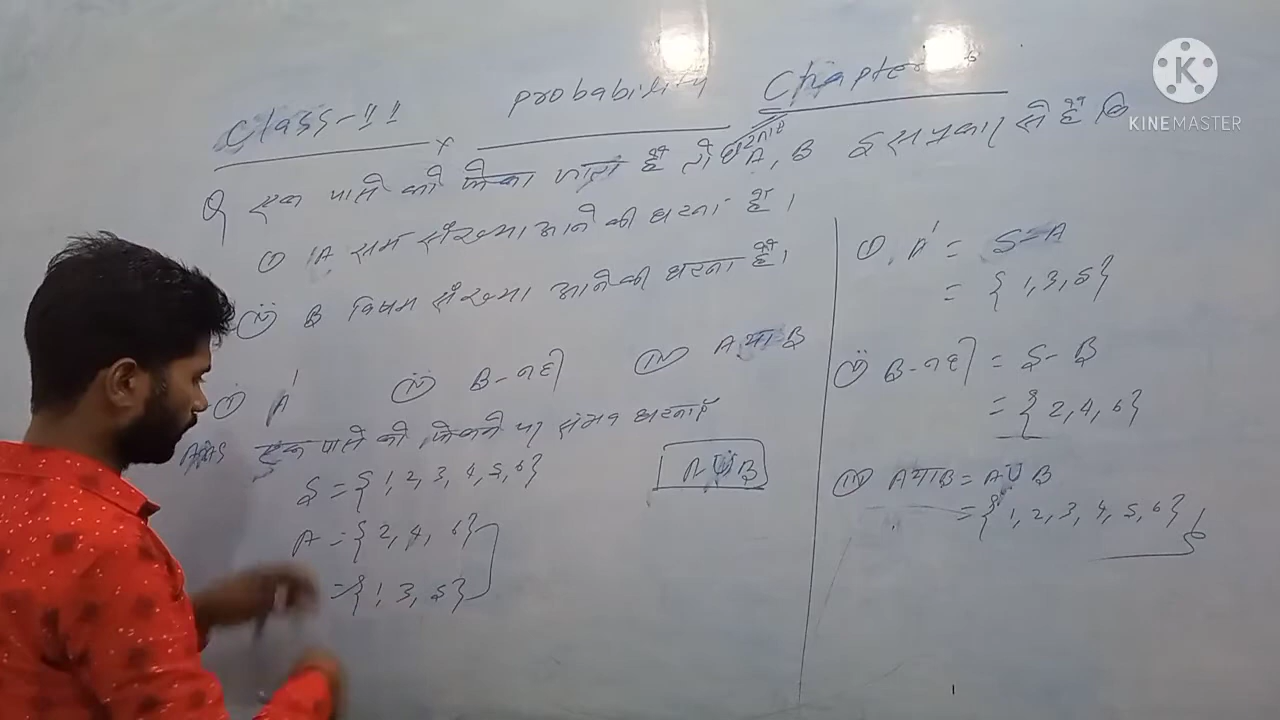 Class-11 Probability Chapter
Q एक पासे को फेंका जाता है तो घटनाएँ A, B इस प्रकार से हैं कि
(i) A सम संख्या आने की घटना है।
(ii) B विषम संख्या आने की घटना है।
(i) A' (ii) B-नही (iii) A या B
Ans एक पासे को फेंकने पर संभव घटनाएँ
S = {1, 2, 3, 4, 5, 6}
A = {2, 4, 6}
= {1, 3, 5}
A∪B
(i) A' = S-A
= {1, 3, 5}
(ii) B-नही = S-B
= {2, 4, 6}
(iii) A या B = A∪B
= {1, 2, 3, 4, 5, 6}
KINEMASTER